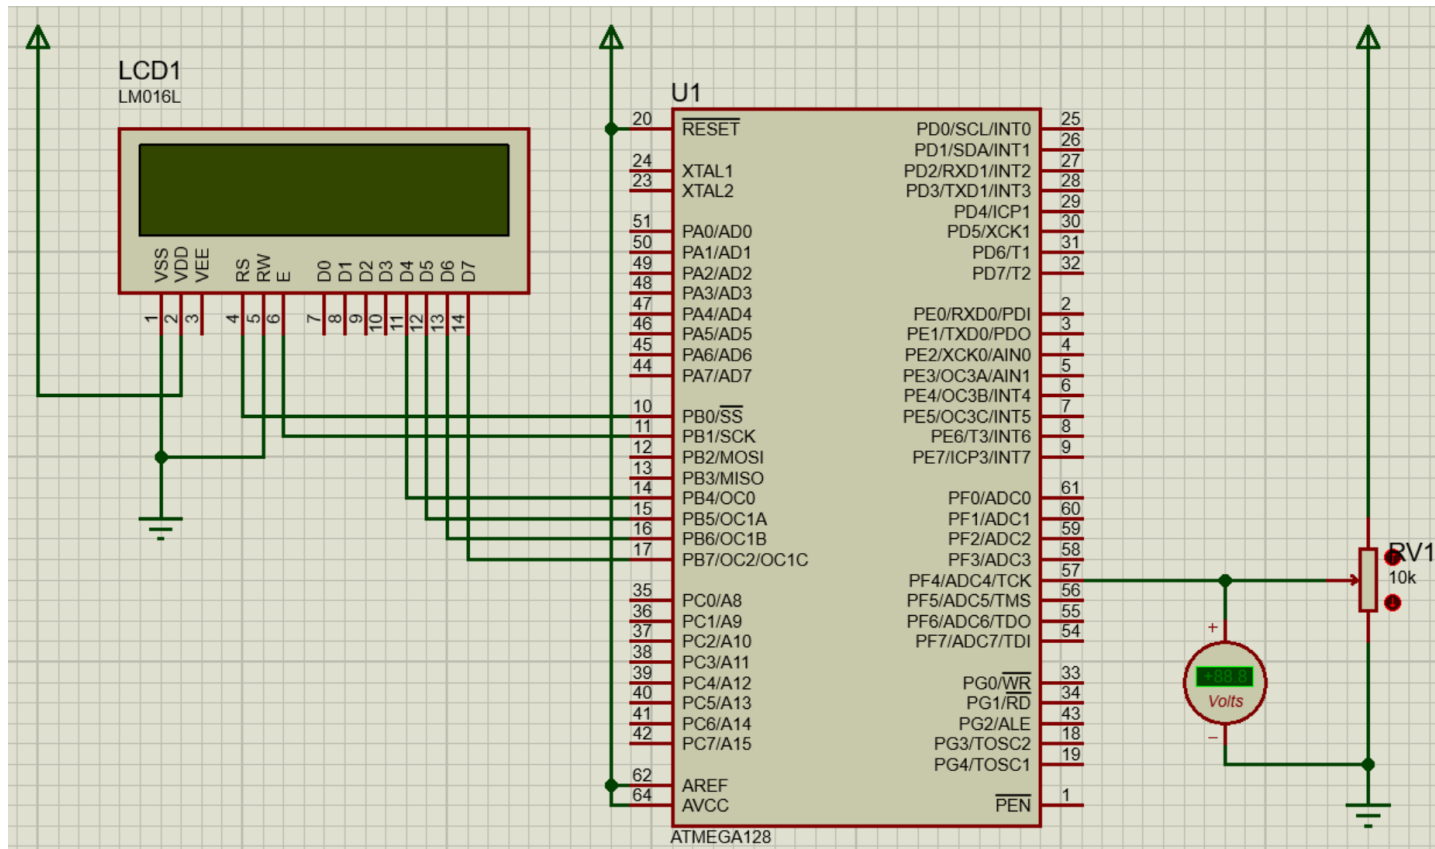 LCD1
LM016L
VSS
VDD
VEE
RS
RW
E
D0
D1
D2
D3
D4
D5
D6
D7
1
2
3
4
5
6
7
8
9
10
11
12
13
14
U1
20 RESET
24 XTAL1
23 XTAL2
51 PA0/AD0
50 PA1/AD1
49 PA2/AD2
48 PA3/AD3
47 PA4/AD4
46 PA5/AD5
45 PA6/AD6
44 PA7/AD7
10 PB0/SS
11 PB1/SCK
12 PB2/MOSI
13 PB3/MISO
14 PB4/OC0
15 PB5/OC1A
16 PB6/OC1B
17 PB7/OC2/OC1C
35 PC0/A8
36 PC1/A9
37 PC2/A10
38 PC3/A11
39 PC4/A12
40 PC5/A13
41 PC6/A14
42 PC7/A15
62 AREF
64 AVCC
PD0/SCL/INT0 25
PD1/SDA/INT1 26
PD2/RXD1/INT2 27
PD3/TXD1/INT3 28
PD4/ICP1 29
PD5/XCK1 30
PD6/T1 31
PD7/T2 32
PE0/RXD0/PDI 2
PE1/TXD0/PDO 3
PE2/XCK0/AIN0 4
PE3/OC3A/AIN1 5
PE4/OC3B/INT4 6
PE5/OC3C/INT5 7
PE6/T3/INT6 8
PE7/ICP3/INT7 9
PF0/ADC0 61
PF1/ADC1 60
PF2/ADC2 59
PF3/ADC3 58
PF4/ADC4/TCK 57
PF5/ADC5/TMS 56
PF6/ADC6/TDO 55
PF7/ADC7/TDI 54
PG0/WR 33
PG1/RD 34
PG2/ALE 43
PG3/TOSC2 18
PG4/TOSC1 19
PEN 1
ATMEGA128
RV1
10k
+
+88.8
Volts
−